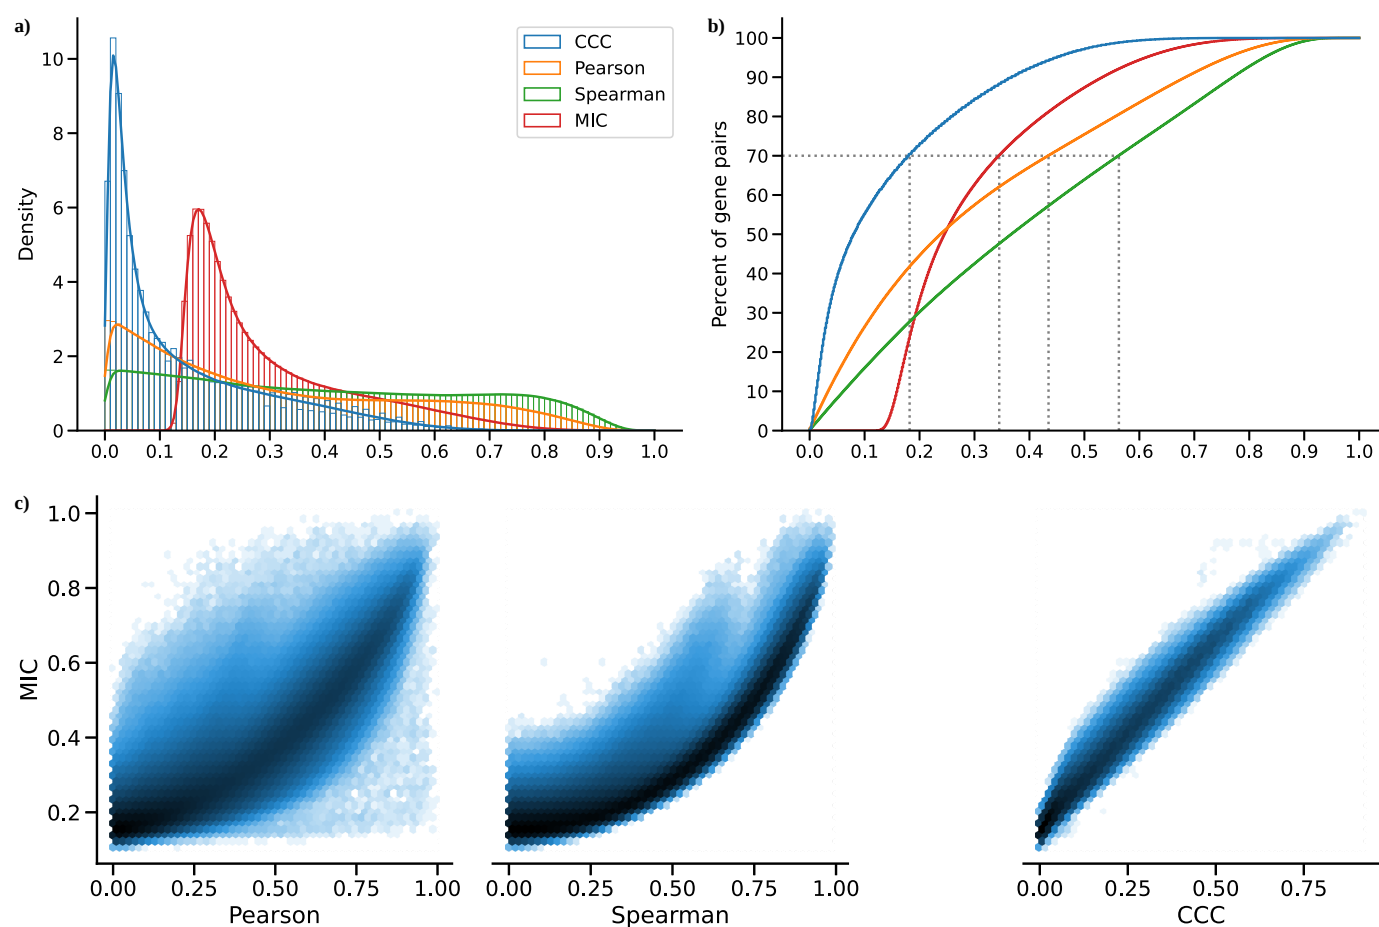 a)
CCC
Pearson
Spearman
MIC
Density
10
8
6
4
2
0
0.0 0.1 0.2 0.3 0.4 0.5 0.6 0.7 0.8 0.9 1.0
b)
Percent of gene pairs
100
90
80
70
60
50
40
30
20
10
0
0.0 0.1 0.2 0.3 0.4 0.5 0.6 0.7 0.8 0.9 1.0
c)
MIC
1.0
0.8
0.6
0.4
0.2
0.00 0.25 0.50 0.75 1.00
Pearson
0.00 0.25 0.50 0.75 1.00
Spearman
0.00 0.25 0.50 0.75
CCC